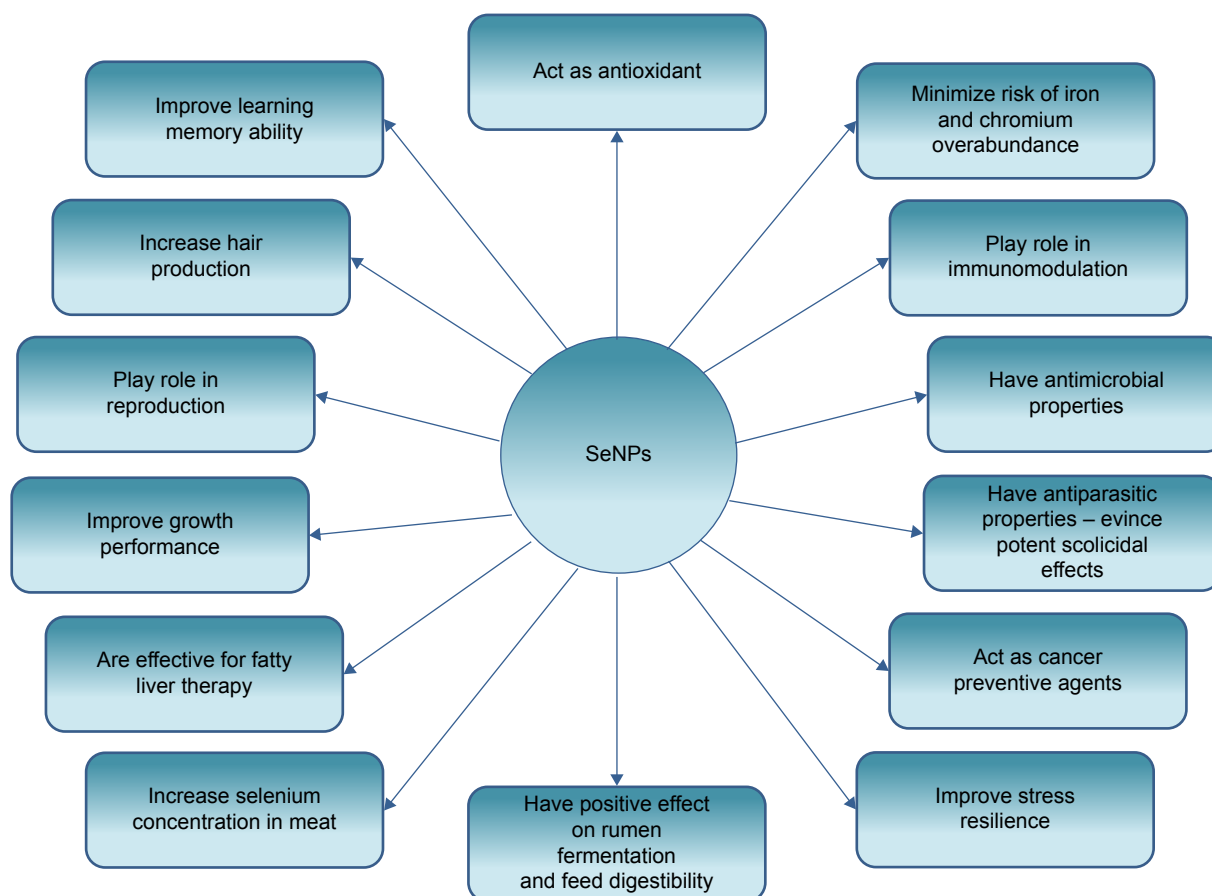 Act as antioxidant
Minimize risk of iron
and chromium
overabundance
Play role in
immunomodulation
Have antimicrobial
properties
Have antiparasitic
properties – evince
potent scolicidal
effects
Act as cancer
preventive agents
Improve stress
resilience
Have positive effect
on rumen
fermentation
and feed digestibility
Increase selenium
concentration in meat
Are effective for fatty
liver therapy
Improve growth
performance
Play role in
reproduction
Increase hair
production
Improve learning
memory ability
SeNPs